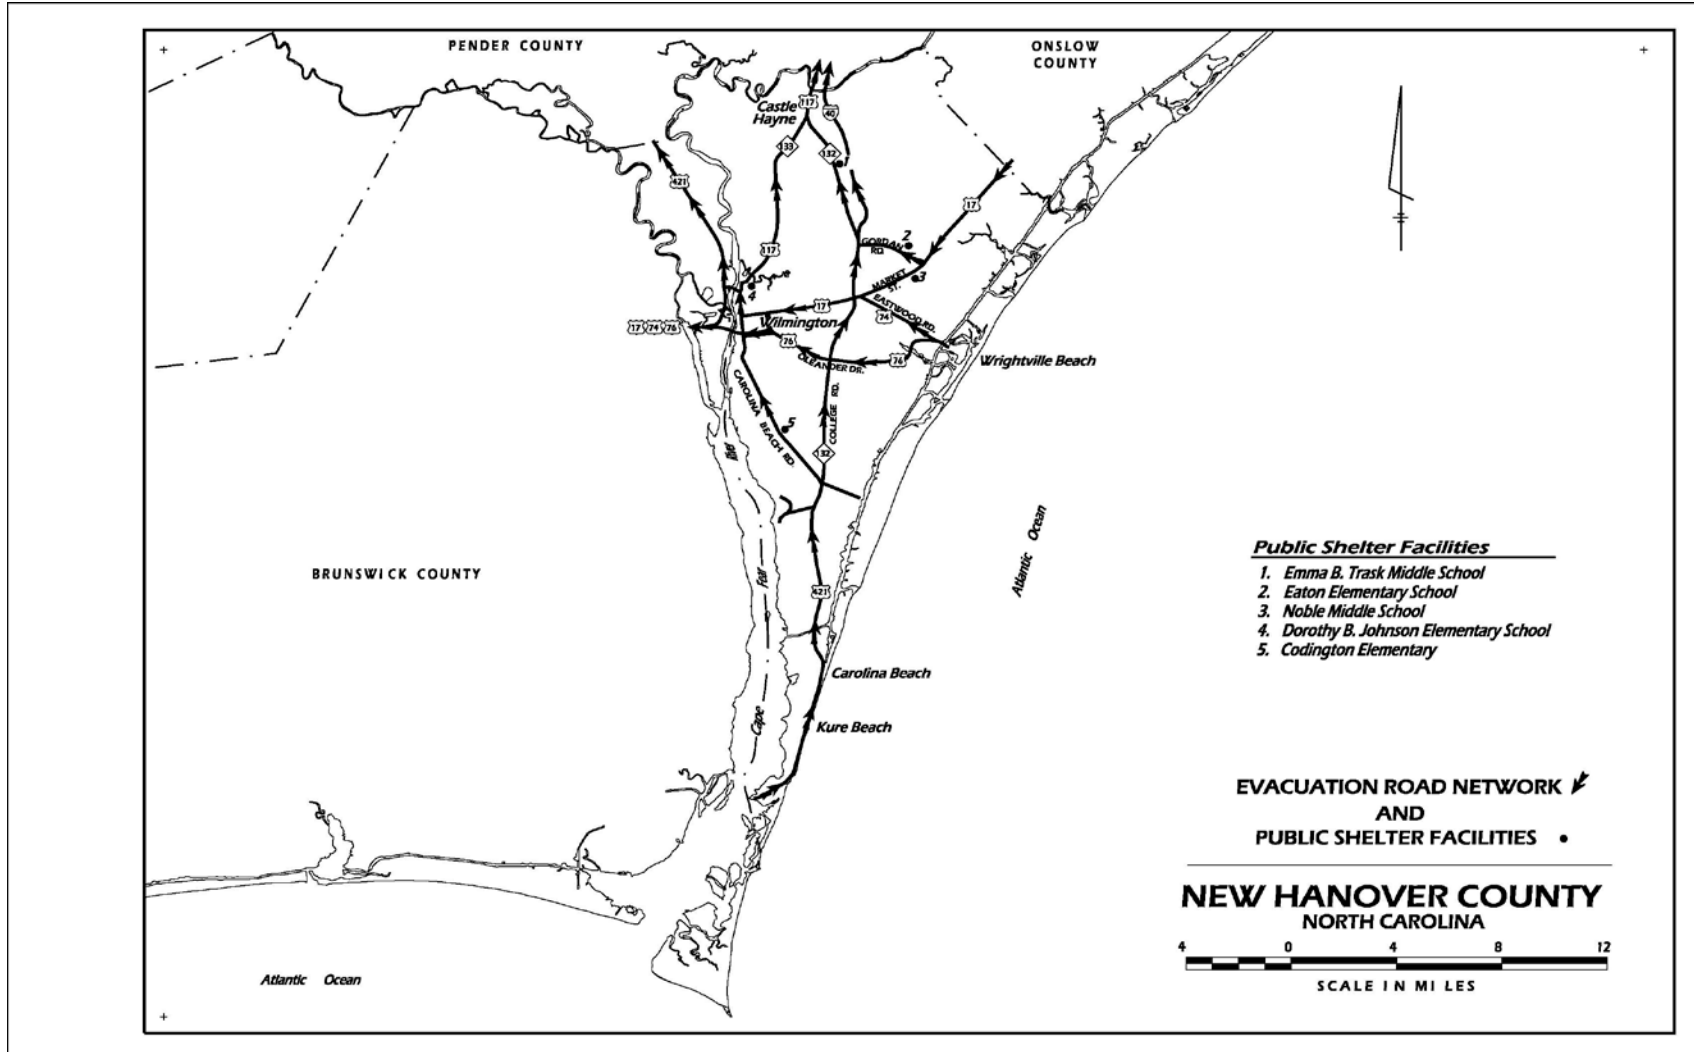 PENDER COUNTY
ONSLOW
COUNTY
Castle
Hayne
117
40
133
132
1
421
17
117
GORDAN
RD.
2
3
MARKET
ST.
4
17
EASTWOOD RD.
74
17 74 76
Wilmington
76
76
OLEANDER DR.
Wrightville Beach
CAROLINA BEACH RD.
COLLEGE RD.
5
132
Cape Fear River
Atlantic Ocean
BRUNSWICK COUNTY
421
Carolina Beach
Kure Beach
Atlantic Ocean
Public Shelter Facilities
1. Emma B. Trask Middle School
2. Eaton Elementary School
3. Noble Middle School
4. Dorothy B. Johnson Elementary School
5. Codington Elementary
EVACUATION ROAD NETWORK
AND
PUBLIC SHELTER FACILITIES
NEW HANOVER COUNTY
NORTH CAROLINA
4 0 4 8 12
SCALE IN MILES